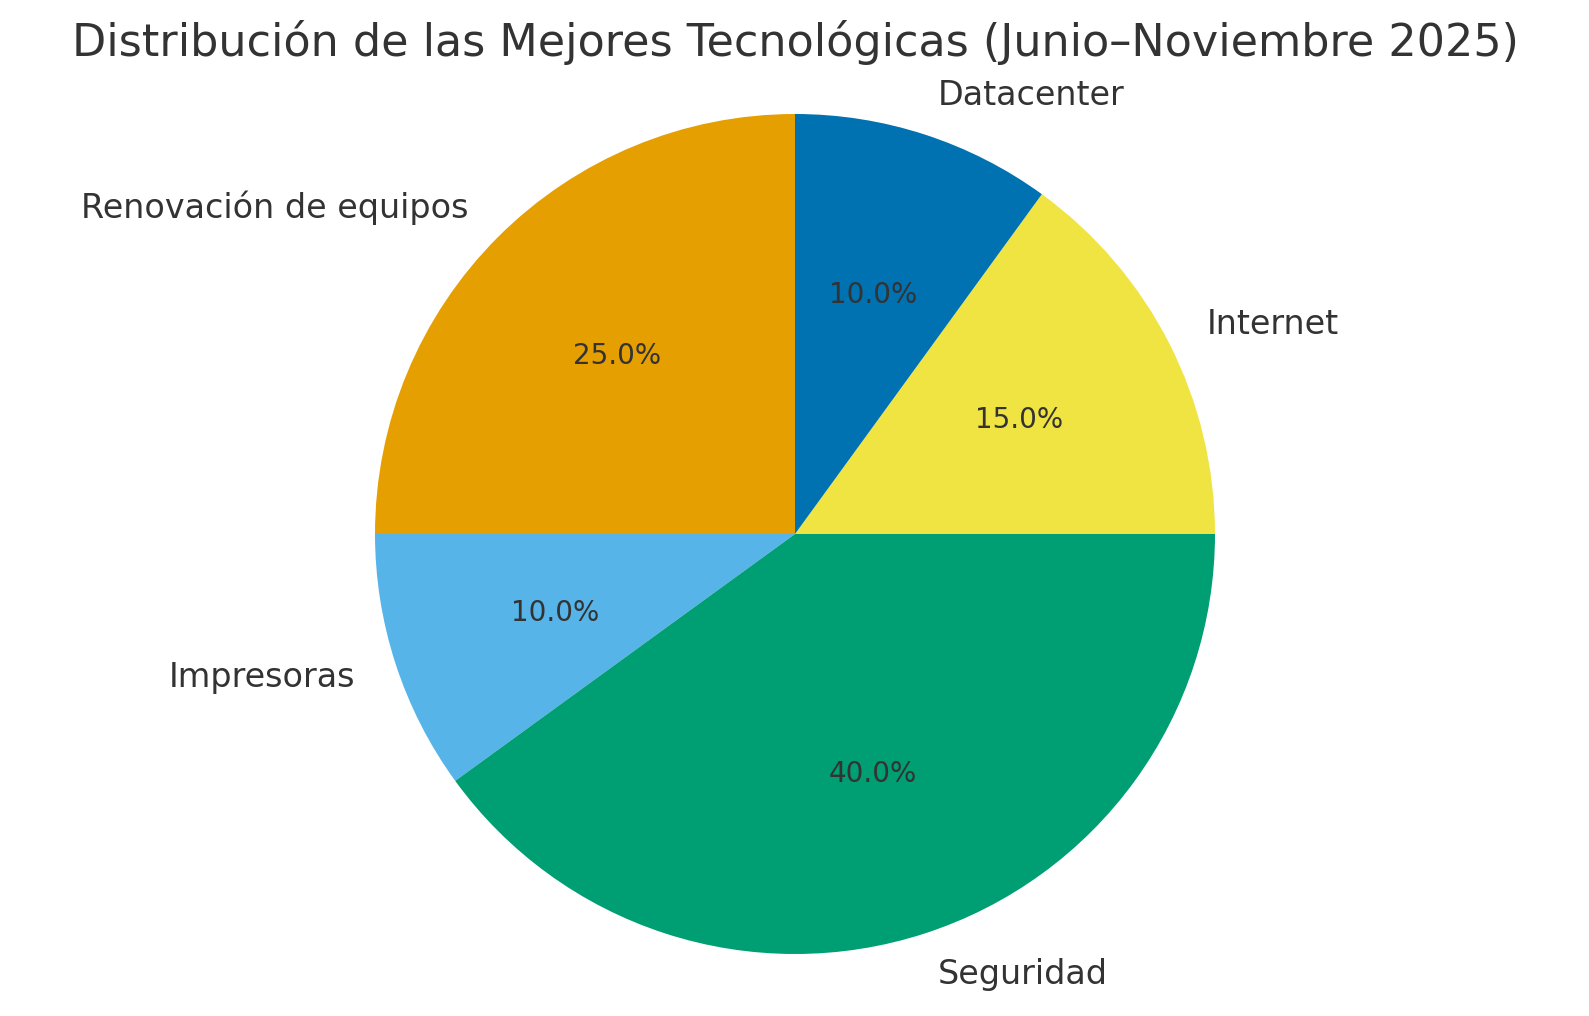 Distribución de las Mejores Tecnológicas (Junio–Noviembre 2025)
Datacenter
Renovación de equipos
10.0%
Internet
25.0%
15.0%
10.0%
Impresoras
40.0%
Seguridad